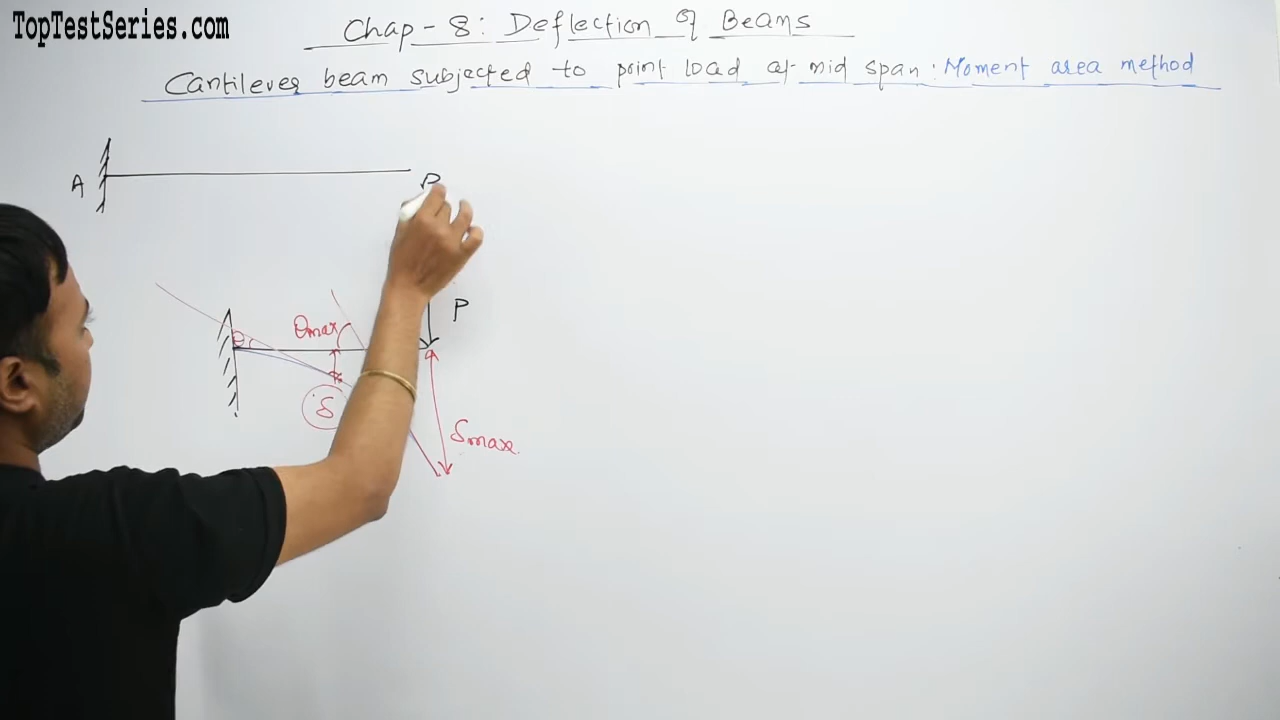 TopTestSeries.com
Chap-8: Deflection of Beams
Cantilever beam subjected to point load at mid span: Moment area method
A
P
θmax
θ
δ
δmax